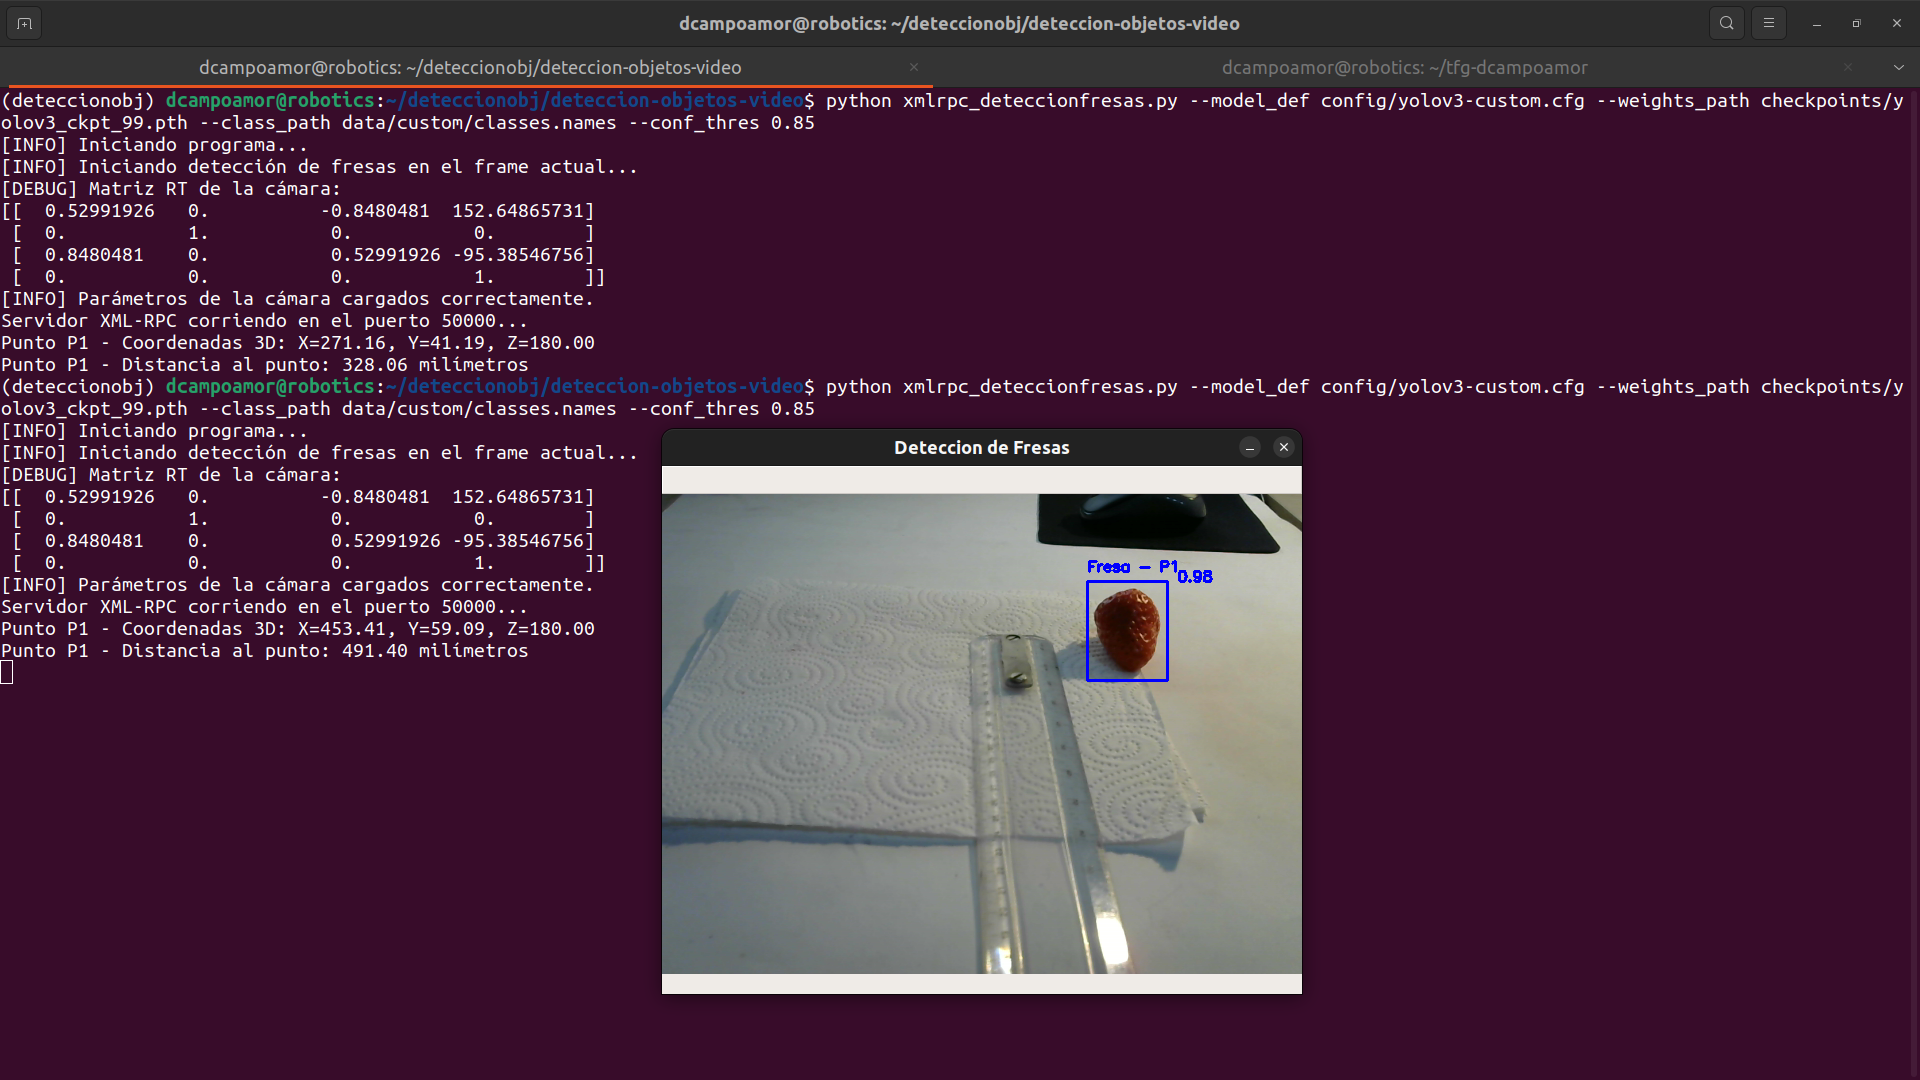 dcampoamor@robotics: ~/deteccionobj/deteccion-objetos-video
dcampoamor@robotics: ~/deteccionobj/deteccion-objetos-video
dcampoamor@robotics: ~/tfg-dcampoamor
(deteccionobj) dcampoamor@robotics:~/deteccionobj/deteccion-objetos-video$ python xmlrpc_deteccionfresas.py --model_def config/yolov3-custom.cfg --weights_path checkpoints/y
olov3_ckpt_99.pth --class_path data/custom/classes.names --conf_thres 0.85
[INFO] Iniciando programa...
[INFO] Iniciando detección de fresas en el frame actual...
[DEBUG] Matriz RT de la cámara:
[[  0.52991926   0.          -0.8480481  152.64865731]
 [  0.           1.           0.           0.        ]
 [  0.8480481    0.           0.52991926 -95.38546756]
 [  0.           0.           0.           1.        ]]
[INFO] Parámetros de la cámara cargados correctamente.
Servidor XML-RPC corriendo en el puerto 50000...
Punto P1 - Coordenadas 3D: X=271.16, Y=41.19, Z=180.00
Punto P1 - Distancia al punto: 328.06 milímetros
(deteccionobj) dcampoamor@robotics:~/deteccionobj/deteccion-objetos-video$ python xmlrpc_deteccionfresas.py --model_def config/yolov3-custom.cfg --weights_path checkpoints/y
olov3_ckpt_99.pth --class_path data/custom/classes.names --conf_thres 0.85
[INFO] Iniciando programa...
[INFO] Iniciando detección de fresas en el frame actual...
[DEBUG] Matriz RT de la cámara:
[[  0.52991926   0.          -0.8480481  152.64865731]
 [  0.           1.           0.           0.        ]
 [  0.8480481    0.           0.52991926 -95.38546756]
 [  0.           0.           0.           1.        ]]
[INFO] Parámetros de la cámara cargados correctamente.
Servidor XML-RPC corriendo en el puerto 50000...
Punto P1 - Coordenadas 3D: X=453.41, Y=59.09, Z=180.00
Punto P1 - Distancia al punto: 491.40 milímetros
Deteccion de Fresas
Fresa - P1
0.98